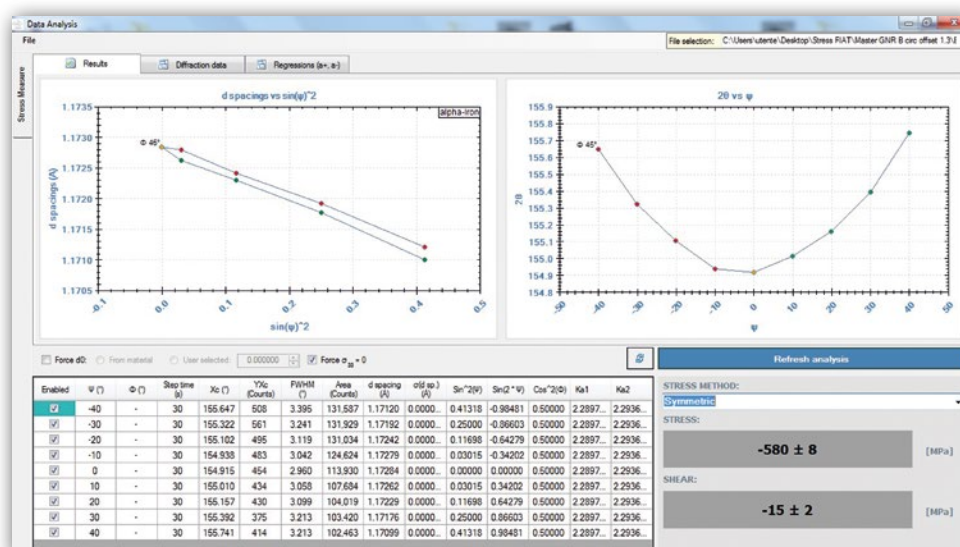 Data Analysis
File
File selection: C:\Users\utente\Desktop\Stress FIAT\Master GNR B circ offset 1.3\
Stress Measure
Results
Diffraction data
Regressions (a+, a-)
d spacings vs sin(ψ)^2
alpha-iron
Φ 45°
d spacings (A)
1.1735
1.1730
1.1725
1.1720
1.1715
1.1710
1.1705
-0.1
0.0
0.1
0.2
0.3
0.4
0.5
sin(ψ)^2
2θ vs ψ
Φ 45°
2θ
155.9
155.8
155.6
155.5
155.3
155.2
155.0
154.9
154.8
-50
-40
-30
-20
-10
0
10
20
30
40
50
ψ
Force d0:
From material
User selected:
0.000000
Force σ33 = 0
Refresh analysis
Enabled Ψ (°) Φ (°) Step time (s) Xc (°) YXc (Counts) FWHM (°) Area (Counts) d spacing (Å) σ(d sp.) (Å) Sin^2(Ψ) Sin(2 * Ψ) Cos^2(Φ) Ka1 Ka2
-40 - 30 155.647 508 3.395 131,587 1.17120 0.0000... 0.41318 -0.98481 0.50000 2.2897... 2.2936...
-30 - 30 155.322 561 3.241 131,929 1.17192 0.0000... 0.25000 -0.86603 0.50000 2.2897... 2.2936...
-20 - 30 155.102 495 3.119 131,034 1.17242 0.0000... 0.11698 -0.64279 0.50000 2.2897... 2.2936...
-10 - 30 154.938 483 3.042 124,624 1.17279 0.0000... 0.03015 -0.34202 0.50000 2.2897... 2.2936...
0 - 30 154.915 454 2.960 113,930 1.17284 0.0000... 0.00000 0.00000 0.50000 2.2897... 2.2936...
10 - 30 155.010 434 3.058 107,684 1.17262 0.0000... 0.03015 0.34202 0.50000 2.2897... 2.2936...
20 - 30 155.157 430 3.099 104,019 1.17229 0.0000... 0.11698 0.64279 0.50000 2.2897... 2.2936...
30 - 30 155.392 375 3.213 103,420 1.17176 0.0000... 0.25000 0.86603 0.50000 2.2897... 2.2936...
40 - 30 155.741 414 3.213 102,463 1.17099 0.0000... 0.41318 0.98481 0.50000 2.2897... 2.2936...
STRESS METHOD:
Symmetric
STRESS:
-580 ± 8
[MPa]
SHEAR:
-15 ± 2
[MPa]